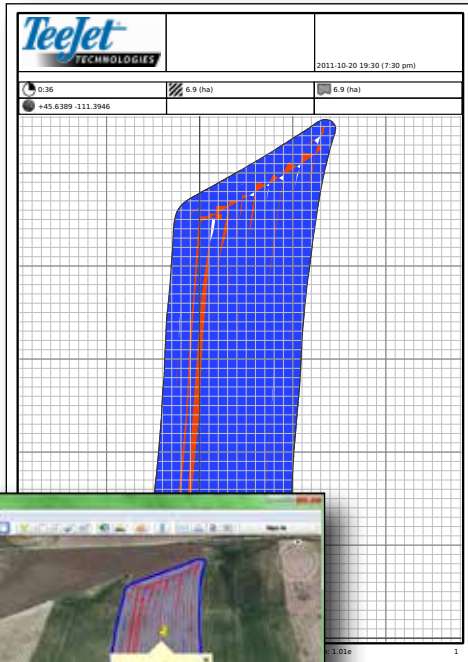 TeeJet
TECHNOLOGIES
2011-10-20 19:30 (7:30 pm)
0:36
6.9 (ha)
6.9 (ha)
+45.6389 -111.3946
1.01e
1